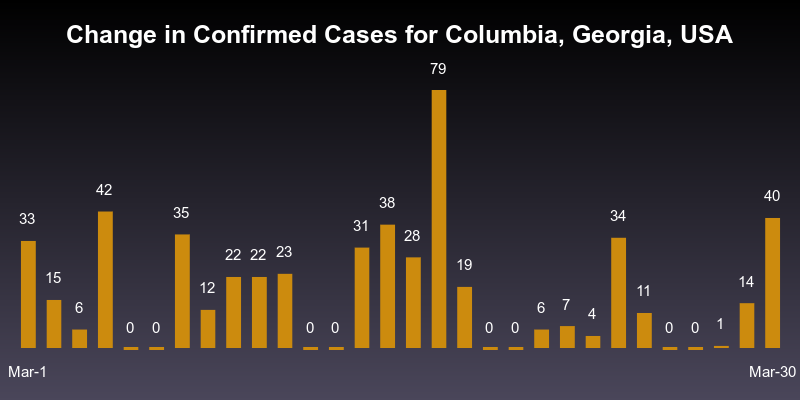 Change in Confirmed Cases for Columbia, Georgia, USA
33 15 6 42 0 0 35 12 22 22 23 0 0 31 38 28 79 19 0 0 6 7 4 34 11 0 0 1 14 40
Mar-1 Mar-30